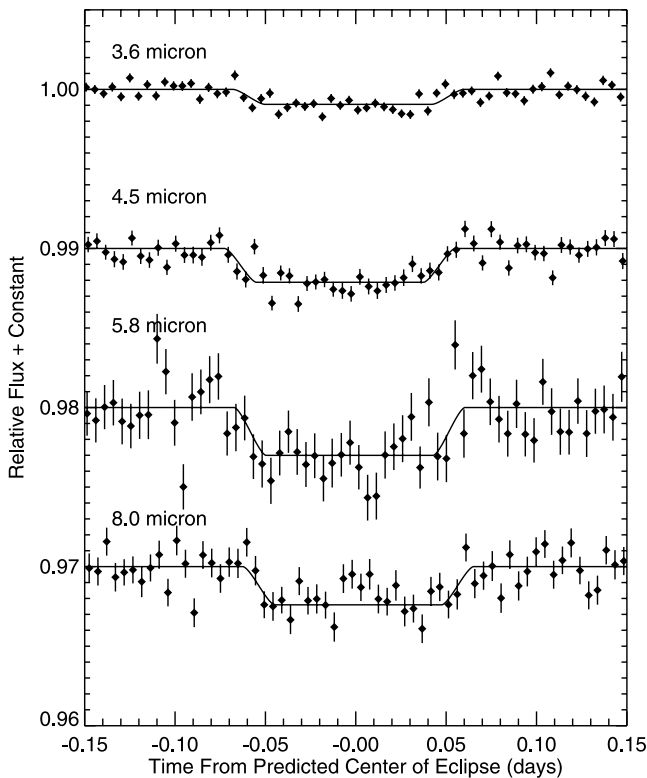 3.6 micron
1.00
4.5 micron
0.99
5.8 micron
0.98
8.0 micron
0.97
0.96
Relative Flux + Constant
-0.15 -0.10 -0.05 -0.00 0.05 0.10 0.15
Time From Predicted Center of Eclipse (days)